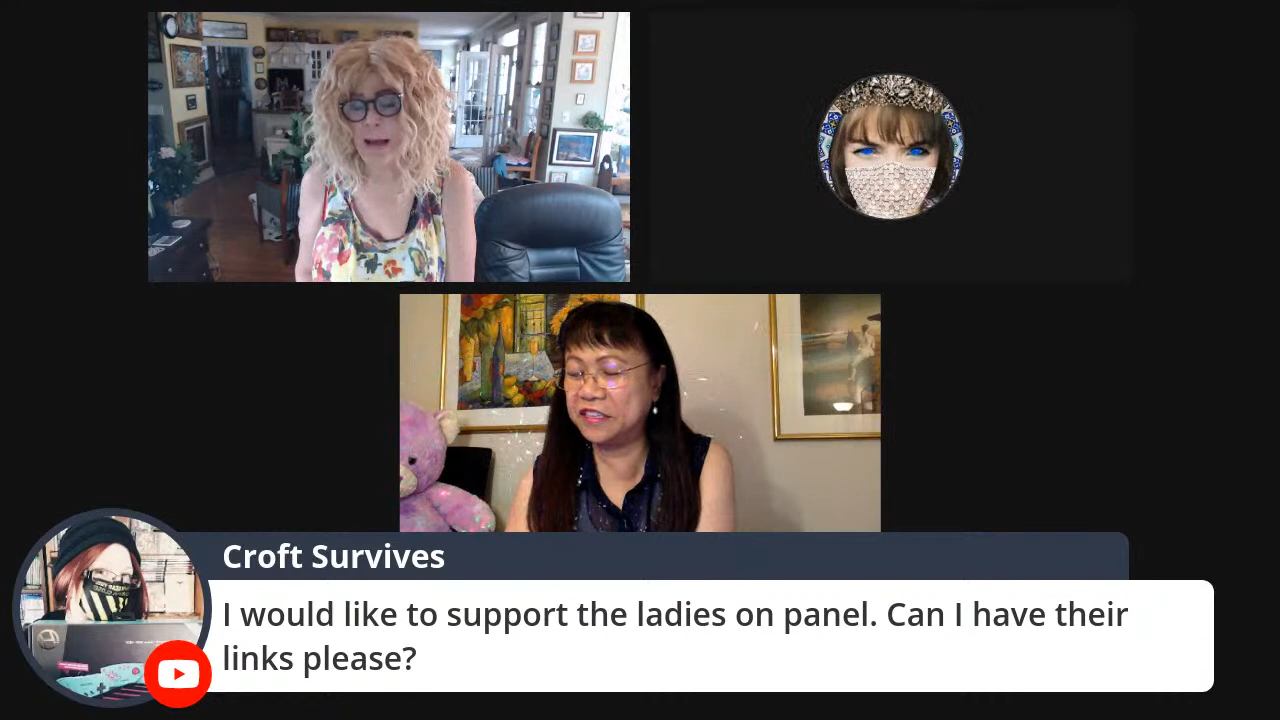 Croft Survives
I would like to support the ladies on panel. Can I have their
links please?